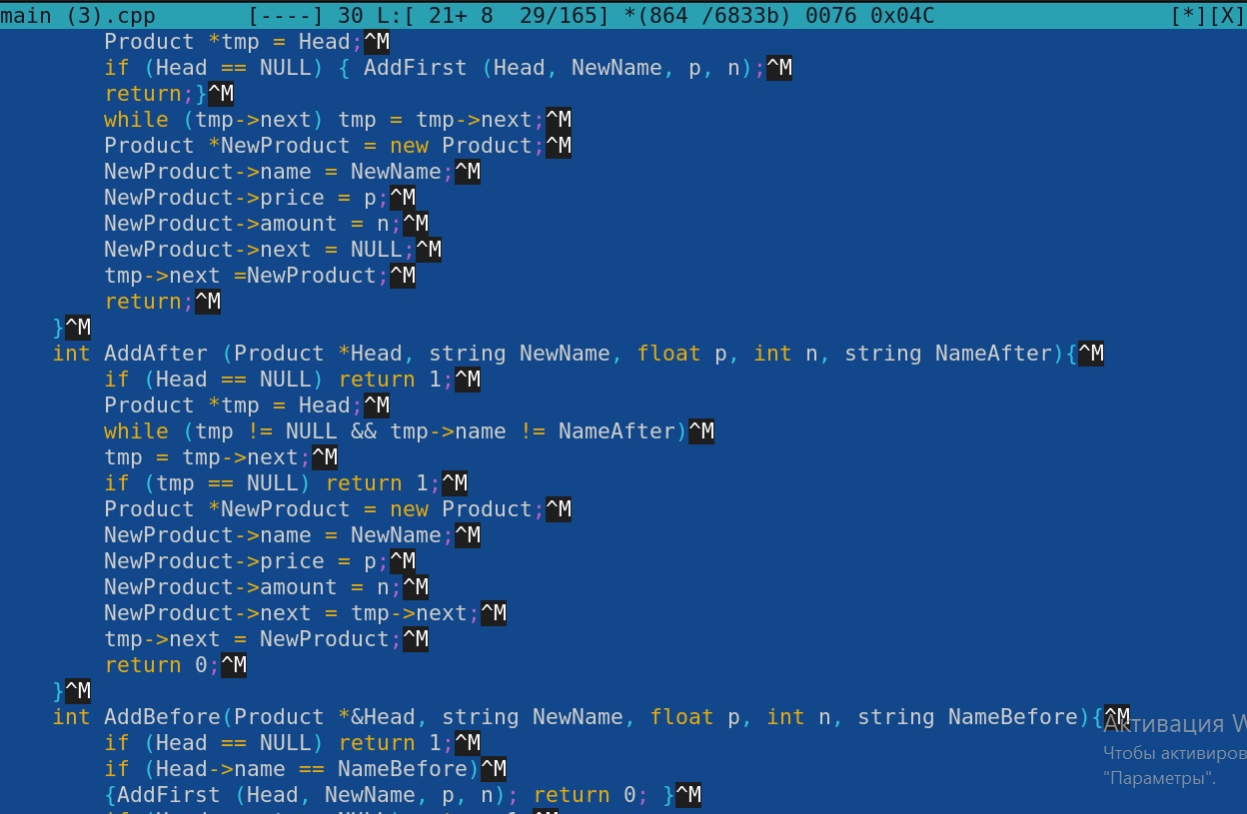 main (3).cpp       [----] 30 L:[ 21+ 8  29/165] *(864 /6833b) 0076 0x04C                  [*][X]
        Product *tmp = Head;^M
        if (Head == NULL) { AddFirst (Head, NewName, p, n);^M
        return;}^M
        while (tmp->next) tmp = tmp->next;^M
        Product *NewProduct = new Product;^M
        NewProduct->name = NewName;^M
        NewProduct->price = p;^M
        NewProduct->amount = n;^M
        NewProduct->next = NULL;^M
        tmp->next =NewProduct;^M
        return;^M
    }^M
    int AddAfter (Product *Head, string NewName, float p, int n, string NameAfter){^M
        if (Head == NULL) return 1;^M
        Product *tmp = Head;^M
        while (tmp != NULL && tmp->name != NameAfter)^M
        tmp = tmp->next;^M
        if (tmp == NULL) return 1;^M
        Product *NewProduct = new Product;^M
        NewProduct->name = NewName;^M
        NewProduct->price = p;^M
        NewProduct->amount = n;^M
        NewProduct->next = tmp->next;^M
        tmp->next = NewProduct;^M
        return 0;^M
    }^M
    int AddBefore(Product *&Head, string NewName, float p, int n, string NameBefore){^M
        if (Head == NULL) return 1;^M
        if (Head->name == NameBefore)^M
        {AddFirst (Head, NewName, p, n); return 0; }^M
Активация W
Чтобы активиров
"Параметры".